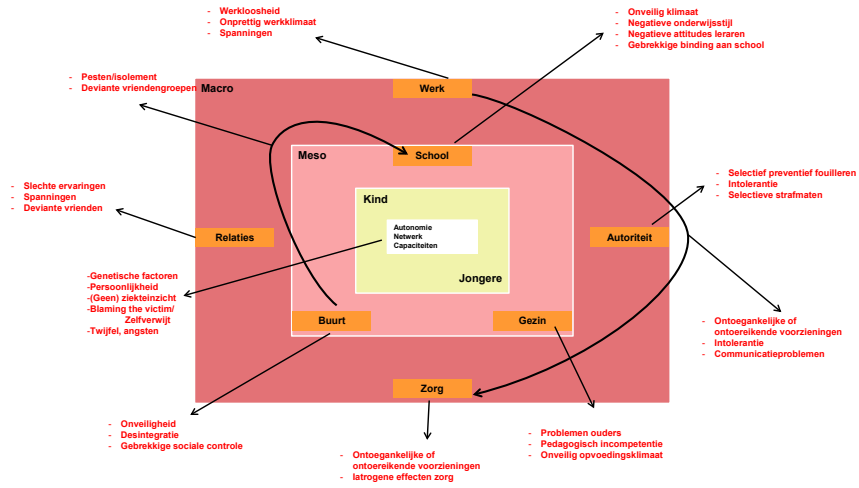 - Werkloosheid
- Onprettig werkklimaat
- Spanningen
- Onveilig klimaat
- Negatieve onderwijsstijl
- Negatieve attitudes leraren
- Gebrekkige binding aan school
- Pesten/isolement
- Deviante vriendengroepen
Macro
Werk
Meso
School
- Slechte ervaringen
- Spanningen
- Deviante vrienden
- Selectief preventief fouilleren
- Intolerantie
- Selectieve strafmaten
Kind
Autonomie
Netwerk
Capaciteiten
Jongere
Relaties
Autoriteit
-Genetische factoren
-Persoonlijkheid
-(Geen) ziekteinzicht
-Blaming the victim/
Zelfverwijt
-Twijfel, angsten
Buurt
Gezin
- Ontoegankelijke of
ontoereikende voorzieningen
- Intolerantie
- Communicatieproblemen
Zorg
- Onveiligheid
- Desintegratie
- Gebrekkige sociale controle
- Ontoegankelijke of
ontoereikende voorzieningen
- Iatrogene effecten zorg
- Problemen ouders
- Pedagogisch incompetentie
- Onveilig opvoedingsklimaat